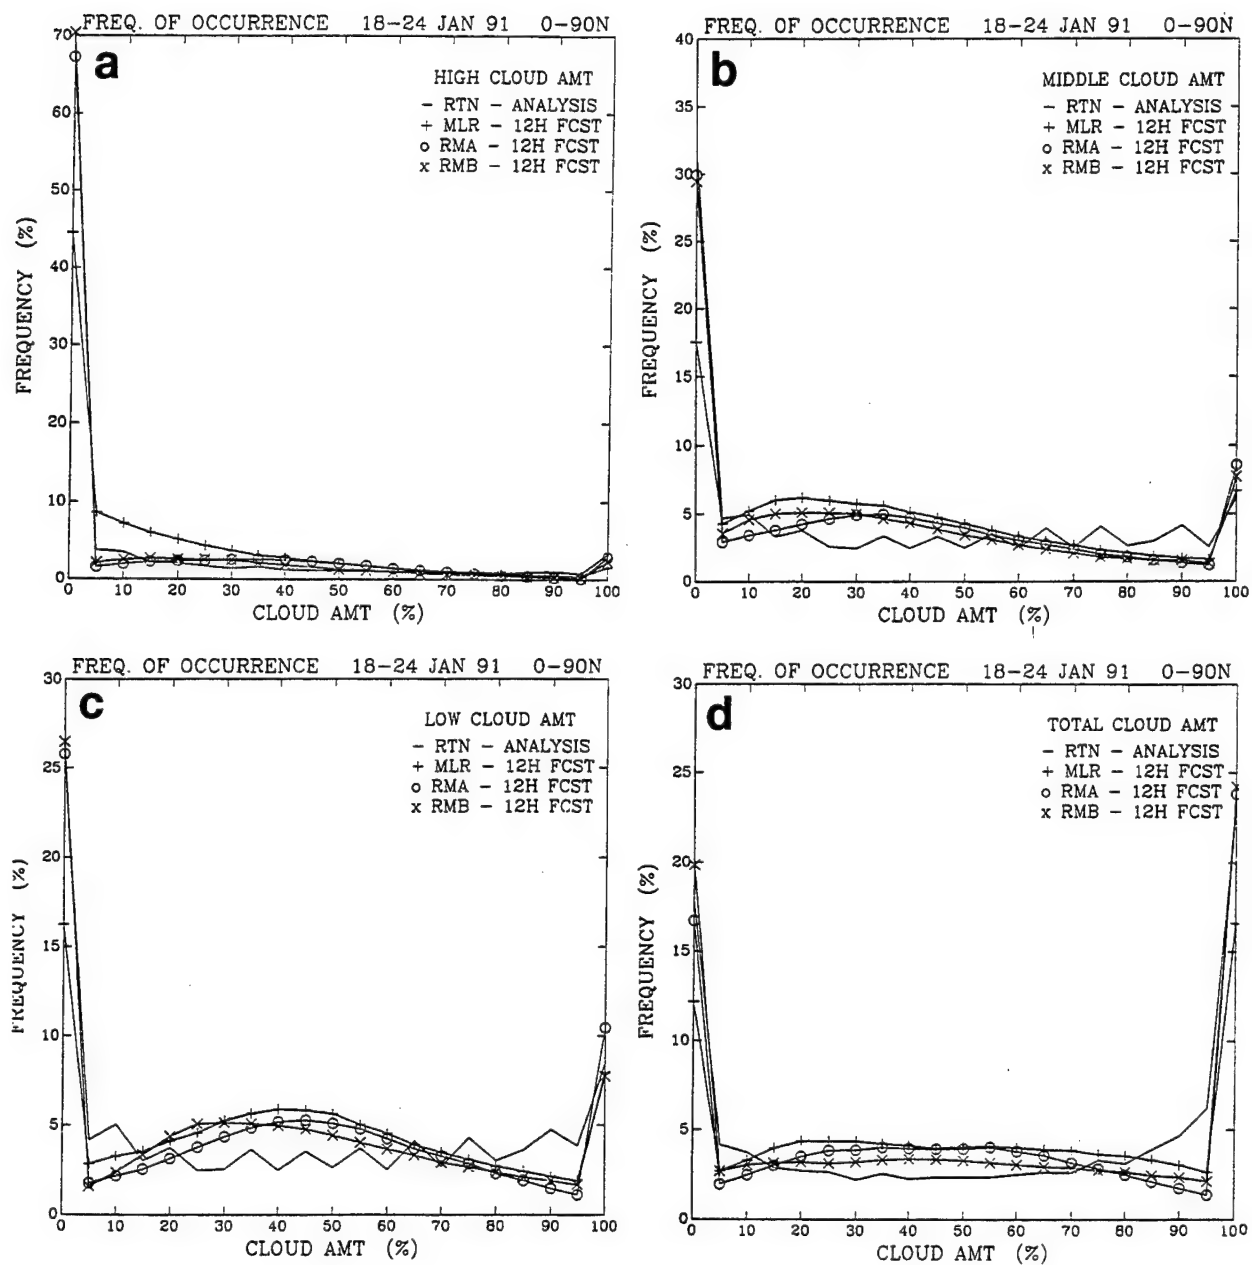 FREQ. OF OCCURRENCE 18-24 JAN 91 0-90N
a
HIGH CLOUD AMT
– RTN – ANALYSIS
+ MLR – 12H FCST
o RMA – 12H FCST
x RMB – 12H FCST
70
60
50
40
30
20
10
0
FREQUENCY (%)
10 20 30 40 50 60 70 80 90 100
CLOUD AMT (%)
FREQ. OF OCCURRENCE 18-24 JAN 91 0-90N
b
MIDDLE CLOUD AMT
– RTN – ANALYSIS
+ MLR – 12H FCST
o RMA – 12H FCST
x RMB – 12H FCST
40
35
30
25
20
15
10
5
0
FREQUENCY (%)
0 10 20 30 40 50 60 70 80 90 100
CLOUD AMT (%)
FREQ. OF OCCURRENCE 18-24 JAN 91 0-90N
c
LOW CLOUD AMT
– RTN – ANALYSIS
+ MLR – 12H FCST
o RMA – 12H FCST
x RMB – 12H FCST
30
25
20
15
10
5
0
FREQUENCY (%)
0 10 20 30 40 50 60 70 80 90 100
CLOUD AMT (%)
FREQ. OF OCCURRENCE 18-24 JAN 91 0-90N
d
TOTAL CLOUD AMT
– RTN – ANALYSIS
+ MLR – 12H FCST
o RMA – 12H FCST
x RMB – 12H FCST
30
25
20
15
10
5
0
FREQUENCY (%)
0 10 20 30 40 50 60 70 80 90 100
CLOUD AMT (%)